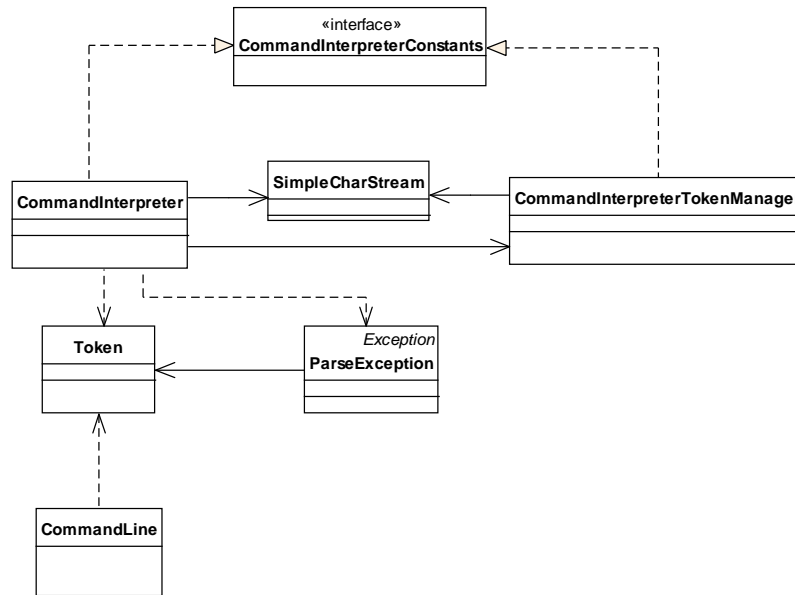 «interface»
CommandInterpreterConstants
SimpleCharStream
CommandInterpreter
CommandInterpreterTokenManage
Token
Exception
ParseException
CommandLine